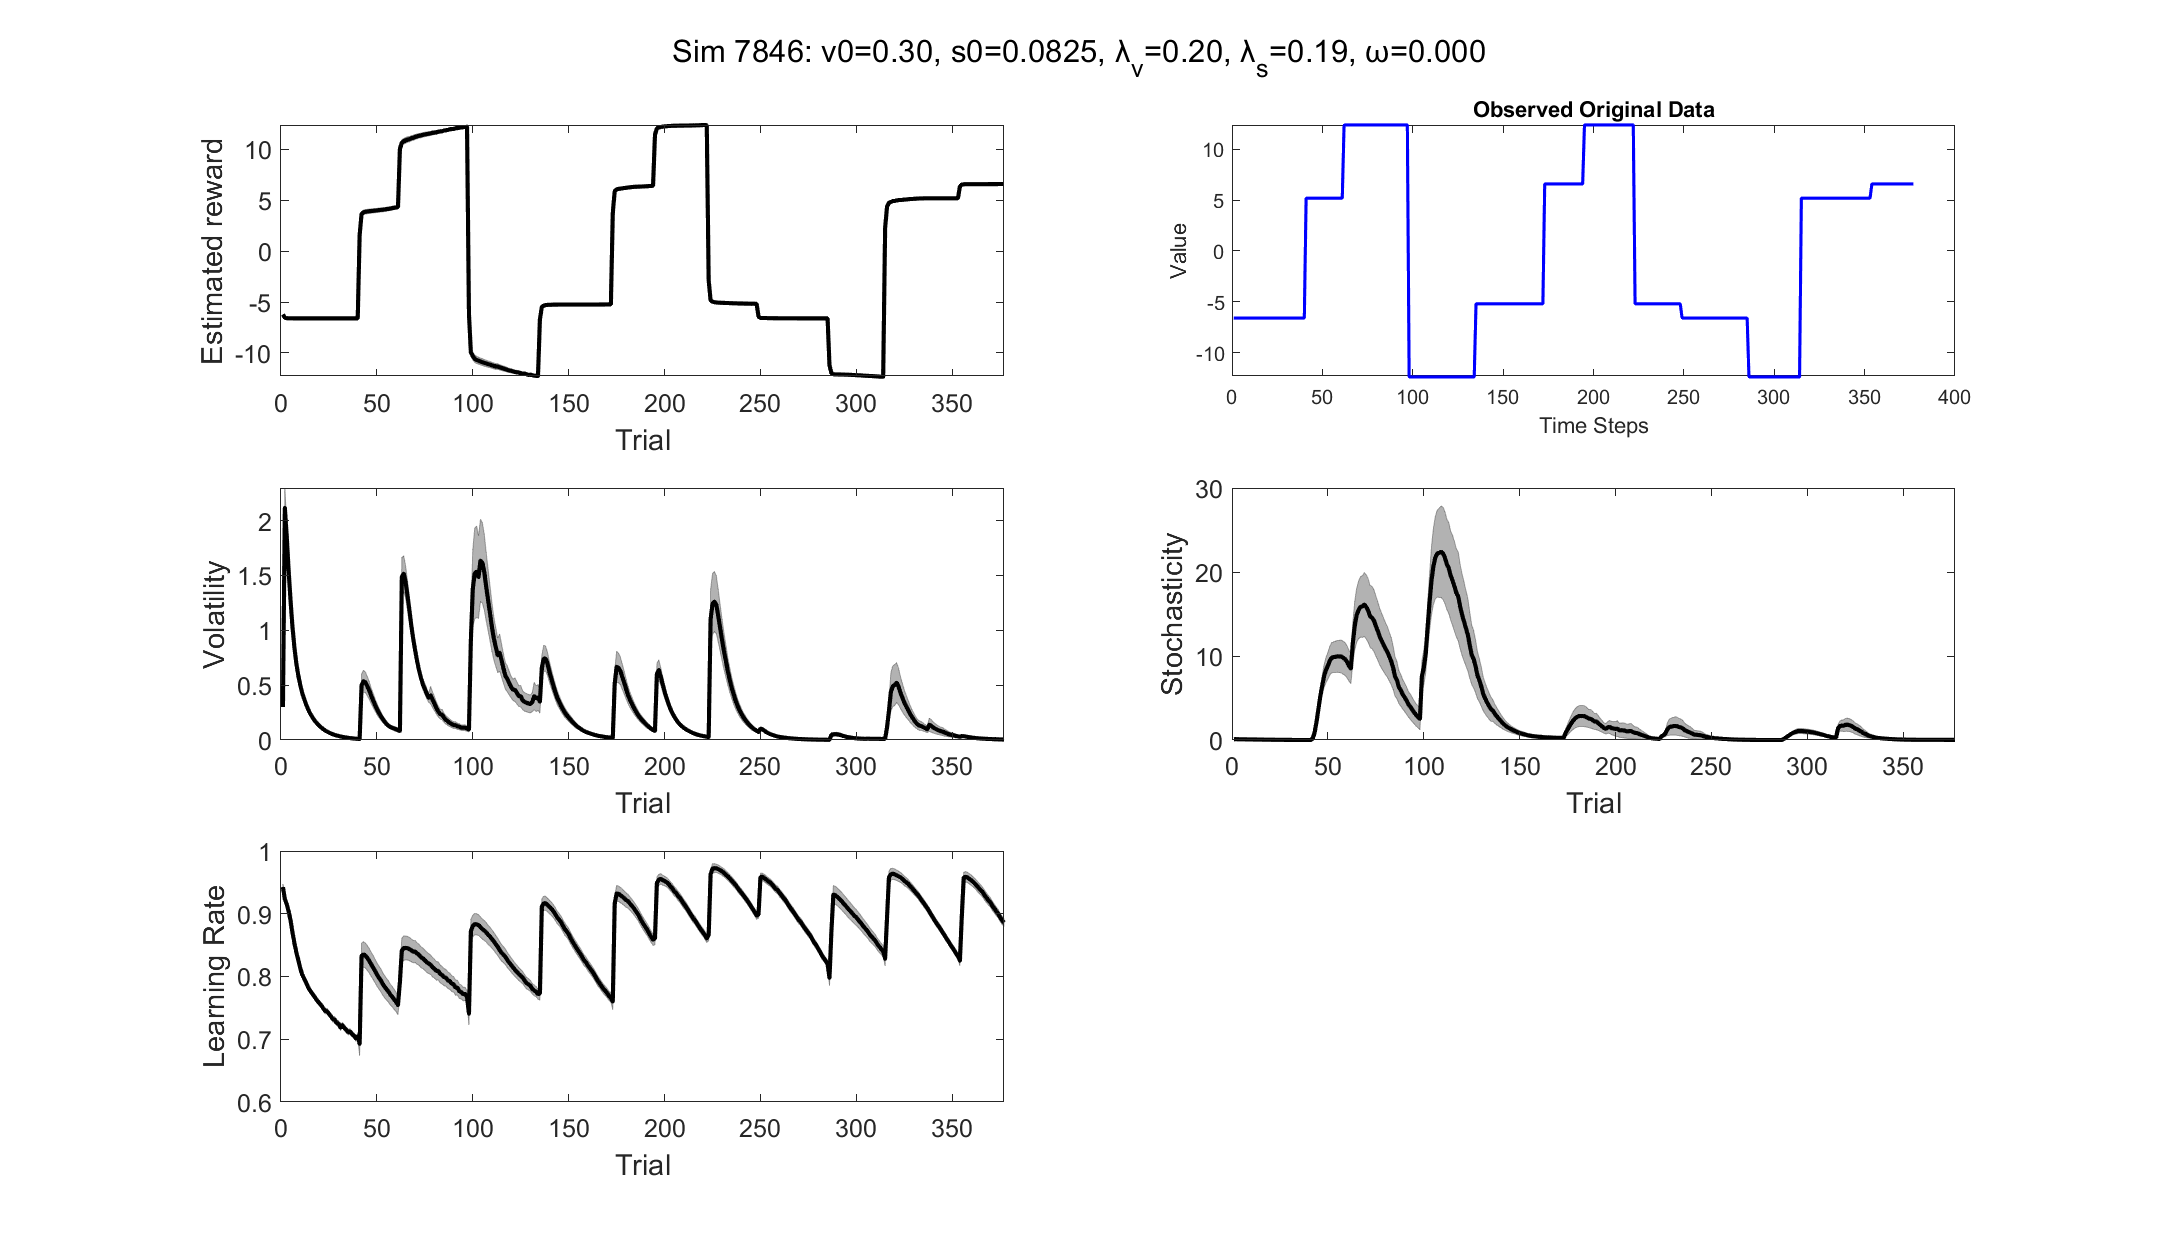 Sim 7846: v0=0.30, s0=0.0825, λv=0.20, λs=0.19, ω=0.000
Estimated reward
10
5
0
-5
-10
0 50 100 150 200 250 300 350
Trial
Observed Original Data
Value
10
5
0
-5
-10
0 50 100 150 200 250 300 350 400
Time Steps
Volatility
2
1.5
1
0.5
0
0 50 100 150 200 250 300 350
Trial
Stochasticity
30
20
10
0
0 50 100 150 200 250 300 350
Trial
Learning Rate
1
0.9
0.8
0.7
0.6
0 50 100 150 200 250 300 350
Trial